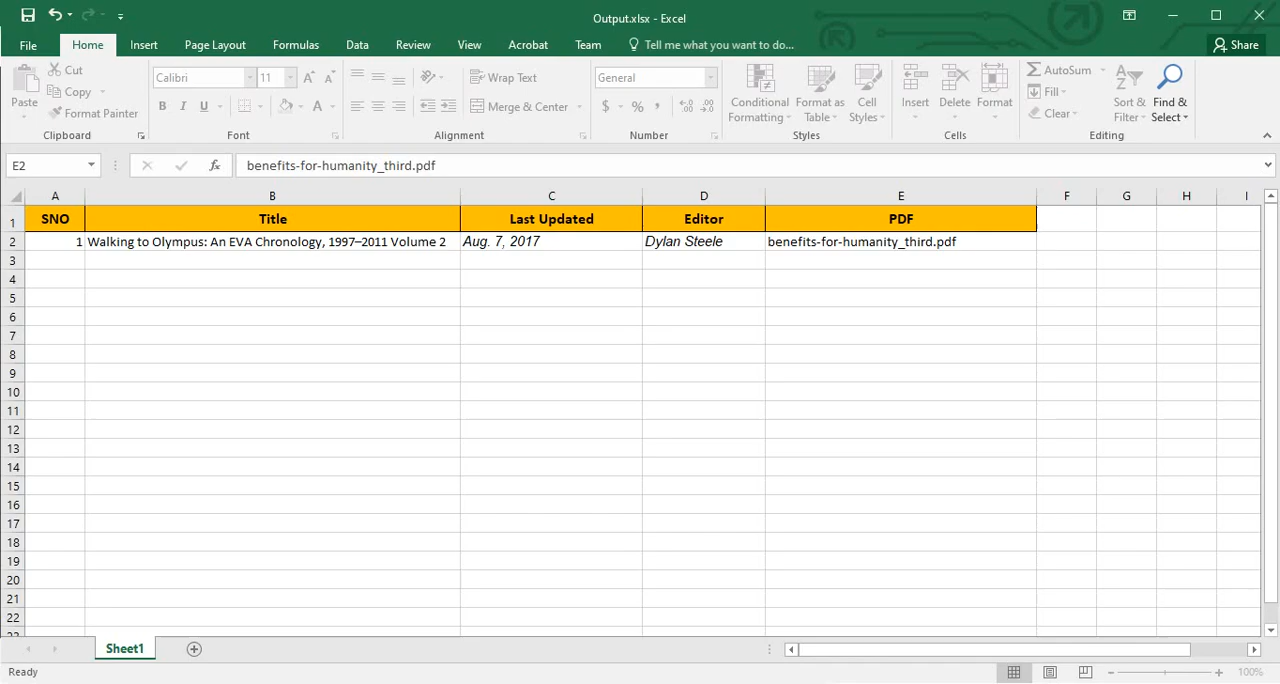 Output.xlsx - Excel
File Home Insert Page Layout Formulas Data Review View Acrobat Team Tell me what you want to do... Share
Paste
Cut
Copy
Format Painter
Clipboard
Calibri 11
B I U
Font
Wrap Text
Merge & Center
Alignment
General
$ % ,
Number
Conditional Formatting
Format as Table
Cell Styles
Styles
Insert Delete Format
Cells
AutoSum
Fill
Clear
Sort & Filter
Find & Select
Editing
E2 fx benefits-for-humanity_third.pdf
A B C D E F G H I
1 SNO Title Last Updated Editor PDF
2 1 Walking to Olympus: An EVA Chronology, 1997–2011 Volume 2 Aug. 7, 2017 Dylan Steele benefits-for-humanity_third.pdf
3
4
5
6
7
8
9
10
11
12
13
14
15
16
17
18
19
20
21
22
23
Sheet1
Ready 100%